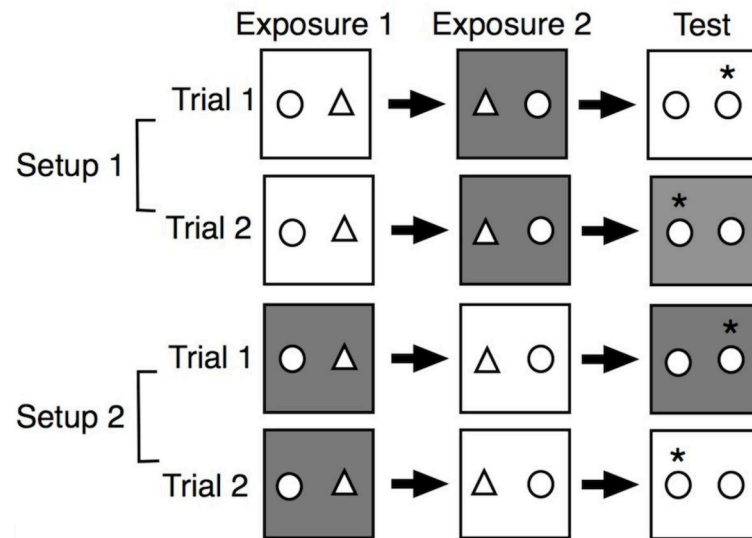 Exposure 1 Exposure 2 Test
Trial 1 *
Setup 1
Trial 2 *
Trial 1 *
Setup 2
Trial 2 *